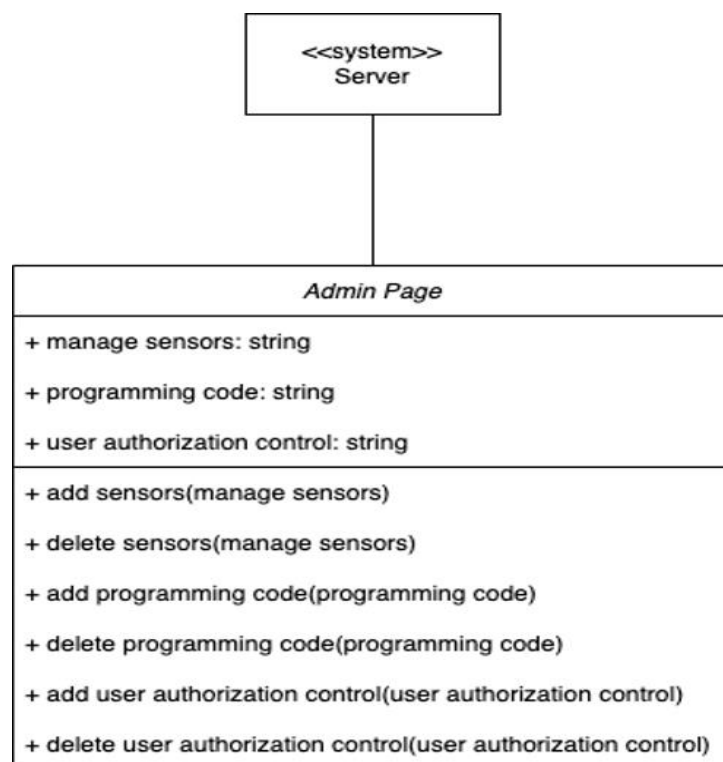 <<system>>
Server
Admin Page
+ manage sensors: string
+ programming code: string
+ user authorization control: string
+ add sensors(manage sensors)
+ delete sensors(manage sensors)
+ add programming code(programming code)
+ delete programming code(programming code)
+ add user authorization control(user authorization control)
+ delete user authorization control(user authorization control)